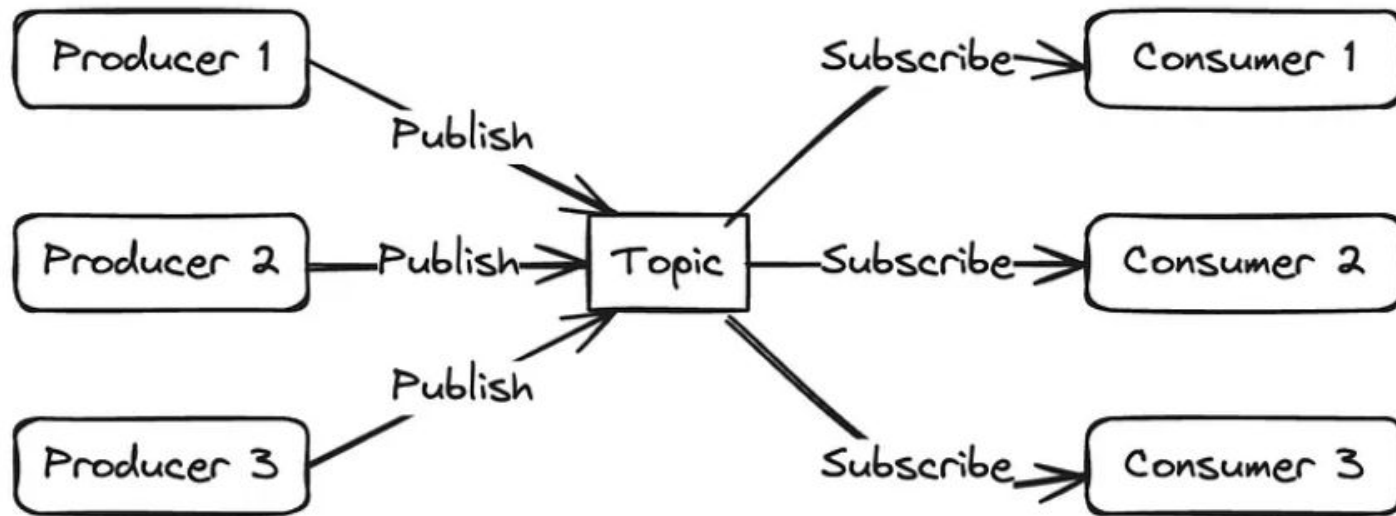 Producer 1
Subscribe
Consumer 1
Publish
Producer 2
Publish
Topic
Subscribe
Consumer 2
Publish
Producer 3
Subscribe
Consumer 3